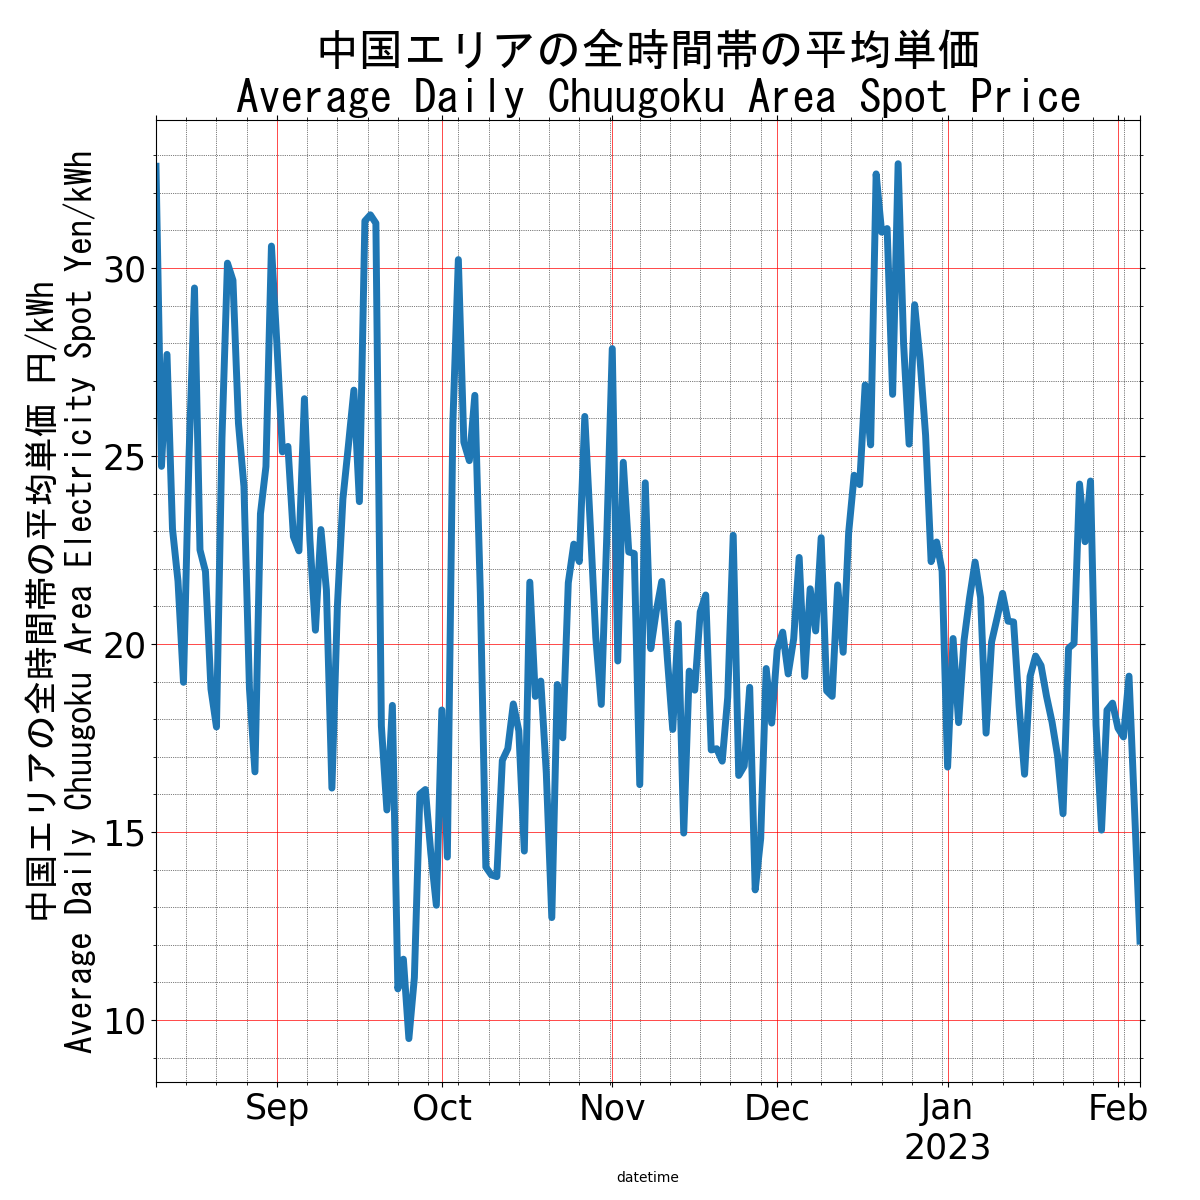 中国エリアの全時間帯の平均単価
Average Daily Chuugoku Area Spot Price
中国エリアの全時間帯の平均単価 円/kWh
Average Daily Chuugoku Area Electricity Spot Yen/kWh
30
25
20
15
10
Sep Oct Nov Dec Jan Feb
2023
datetime